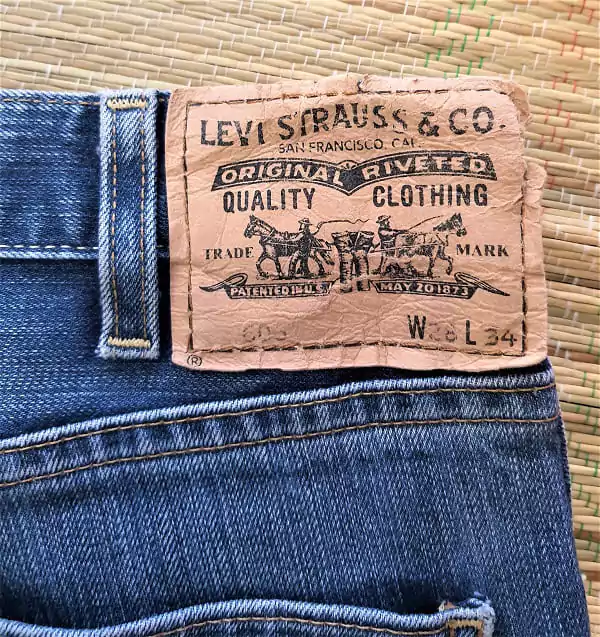 LEVI STRAUSS & CO.
SAN FRANCISCO, CAL.
ORIGINAL RIVETED
QUALITY CLOTHING
TRADE MARK
PATENTED IN U.S. MAY 20 1873
W L 34
®